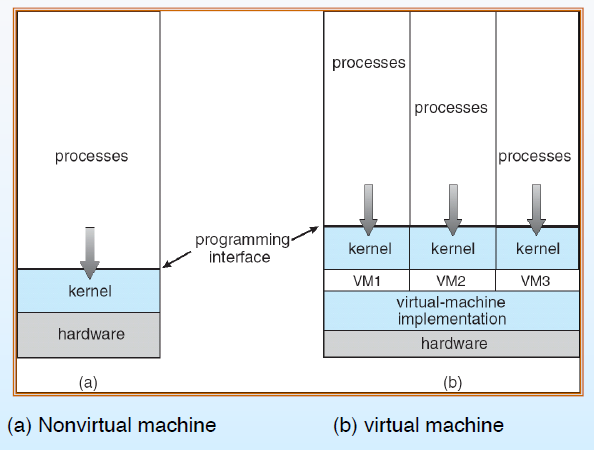 processes
kernel
hardware
(a)
programming
interface
processes
processes
processes
kernel
kernel
kernel
VM1
VM2
VM3
virtual-machine
implementation
hardware
(b)
(a) Nonvirtual machine
(b) virtual machine